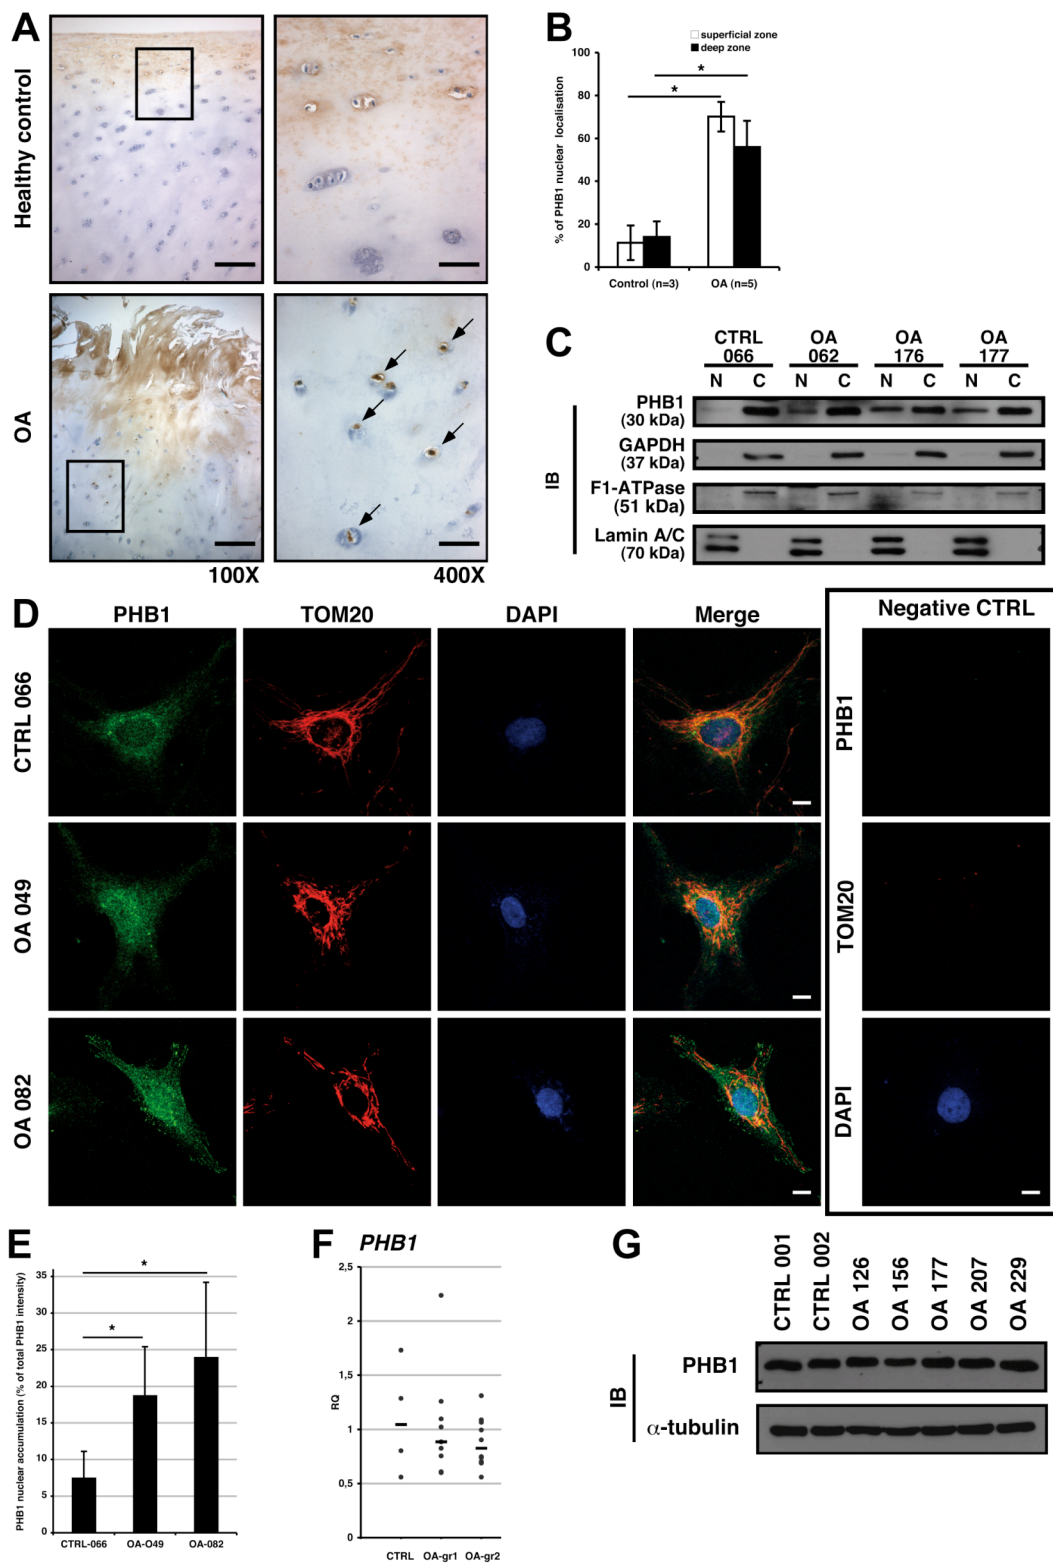 A
Healthy control
OA
100X
400X
B
superficial zone
deep zone
% of PHB1 nuclear localisation
100
80
60
40
20
0
*
*
Control (n=3)
OA (n=5)
C
CTRL 066
OA 062
OA 176
OA 177
N C N C N C N C
IB
PHB1
(30 kDa)
GAPDH
(37 kDa)
F1-ATPase
(51 kDa)
Lamin A/C
(70 kDa)
D
PHB1
TOM20
DAPI
Merge
Negative CTRL
CTRL 066
OA 049
OA 082
PHB1
TOM20
DAPI
E
PHB1 nuclear accumulation (% of total PHB1 intensity)
35
30
25
20
15
10
5
0
*
*
CTRL-066
OA-O49
OA-082
F
PHB1
RQ
2,5
2
1,5
1
0,5
0
CTRL
OA-gr1
OA-gr2
G
CTRL 001
CTRL 002
OA 126
OA 156
OA 177
OA 207
OA 229
IB
PHB1
α-tubulin